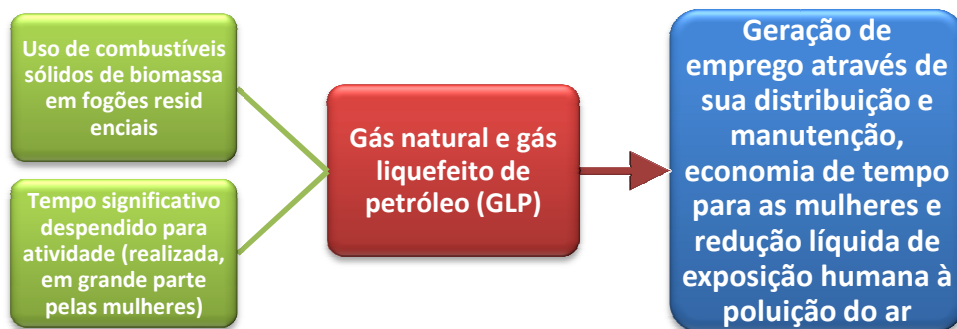 Uso de combustíveis
sólidos de biomassa
em fogões resid
enciais
Tempo significativo
despendido para
atividade (realizada,
em grande parte
pelas mulheres)
Gás natural e gás
liquefeito de
petróleo (GLP)
Geração de
emprego através de
sua distribuição e
manutenção,
economia de tempo
para as mulheres e
redução líquida de
exposição humana à
poluição do ar